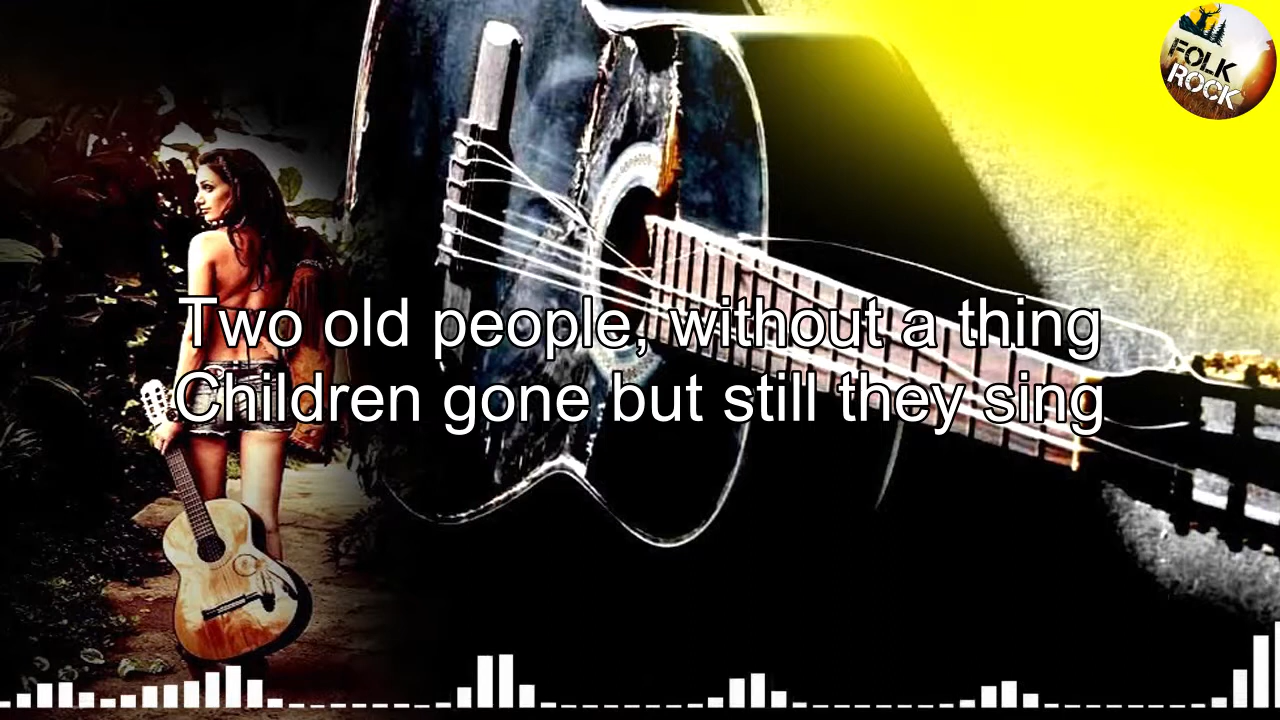 FOLK
ROCK
Two old people, without a thing
Children gone but still they sing